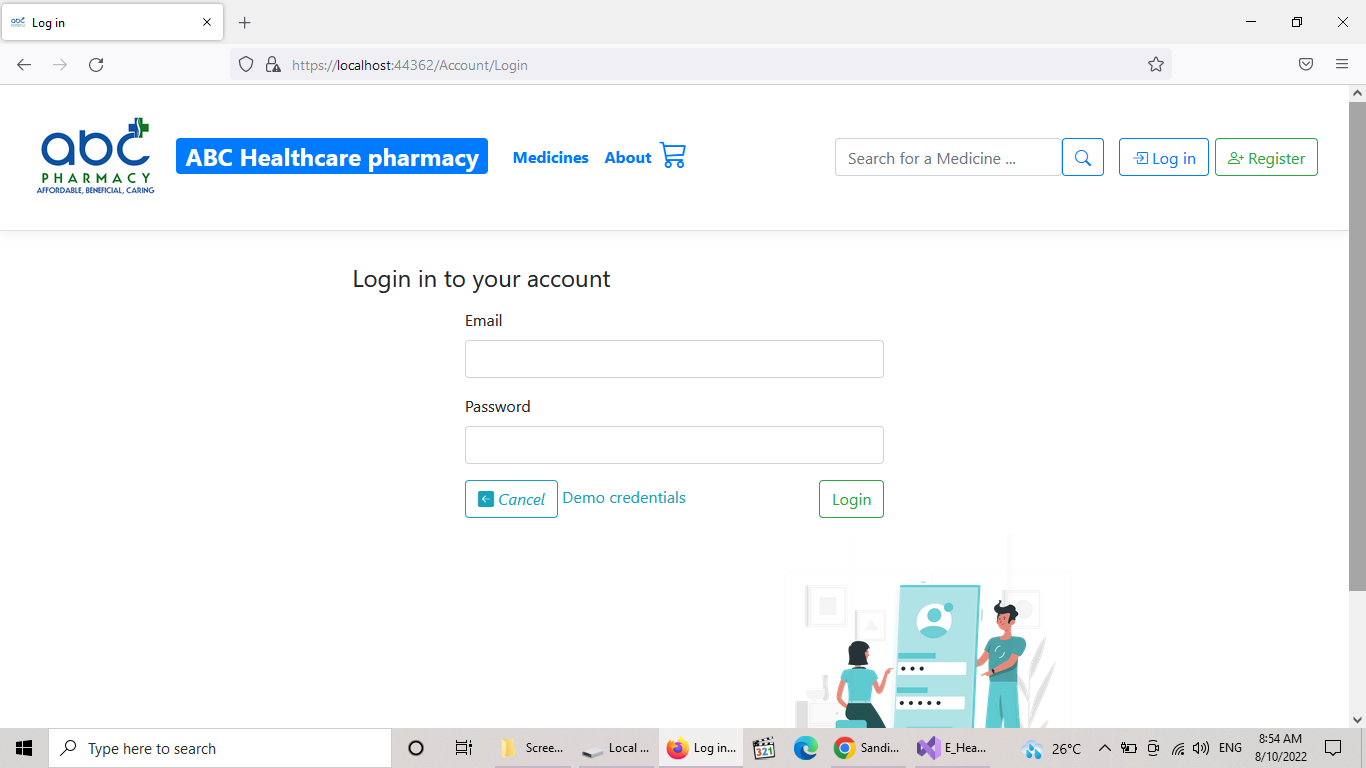 abc Log in
https://localhost:44362/Account/Login
abc
PHARMACY
AFFORDABLE, BENEFICIAL, CARING
ABC Healthcare pharmacy
Medicines
About
Search for a Medicine ...
Log in
Register
Login in to your account
Email
Password
Cancel
Demo credentials
Login
Type here to search
Scree...
Local ...
Log in...
321
Sandi...
E_Hea...
26°C
ENG
8:54 AM
8/10/2022